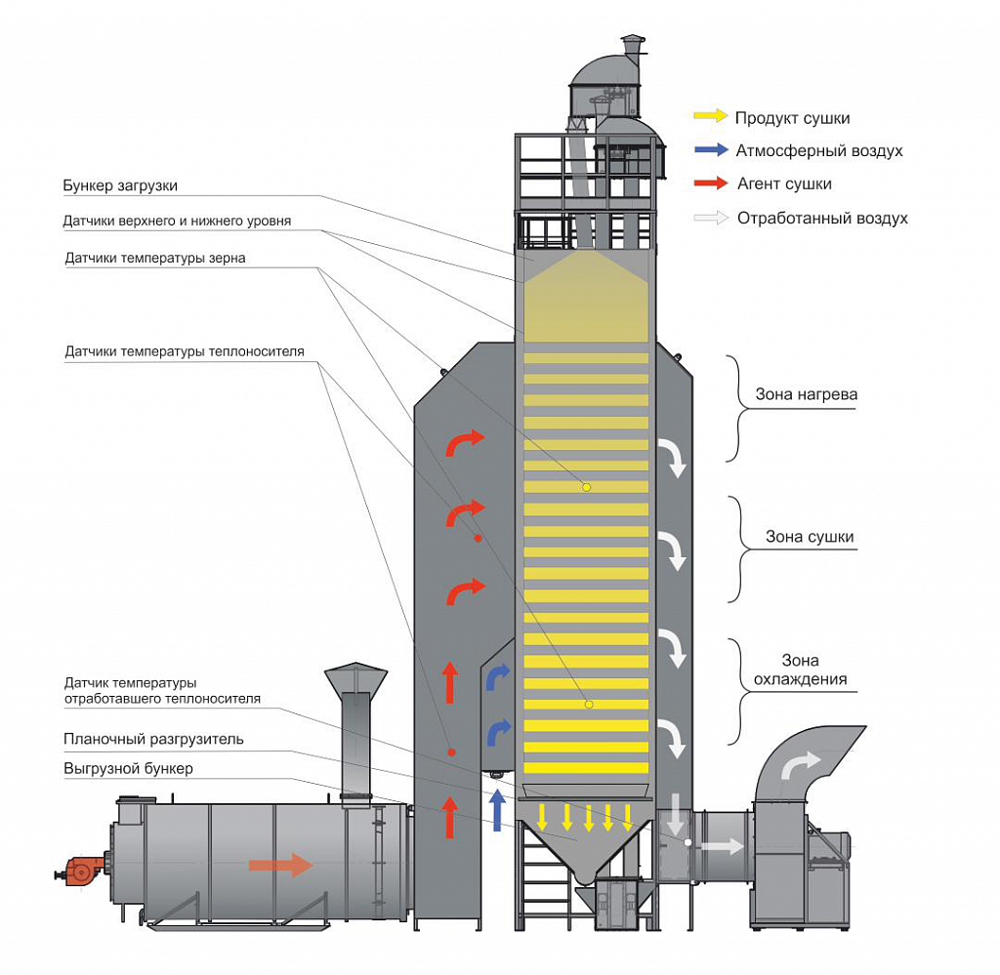 Продукт сушки
Атмосферный воздух
Агент сушки
Отработанный воздух
Бункер загрузки
Датчики верхнего и нижнего уровня
Датчики температуры зерна
Датчики температуры теплоносителя
Зона нагрева
Зона сушки
Зона
охлаждения
Датчик температуры
отработавшего теплоносителя
Планочный разгрузитель
Выгрузной бункер